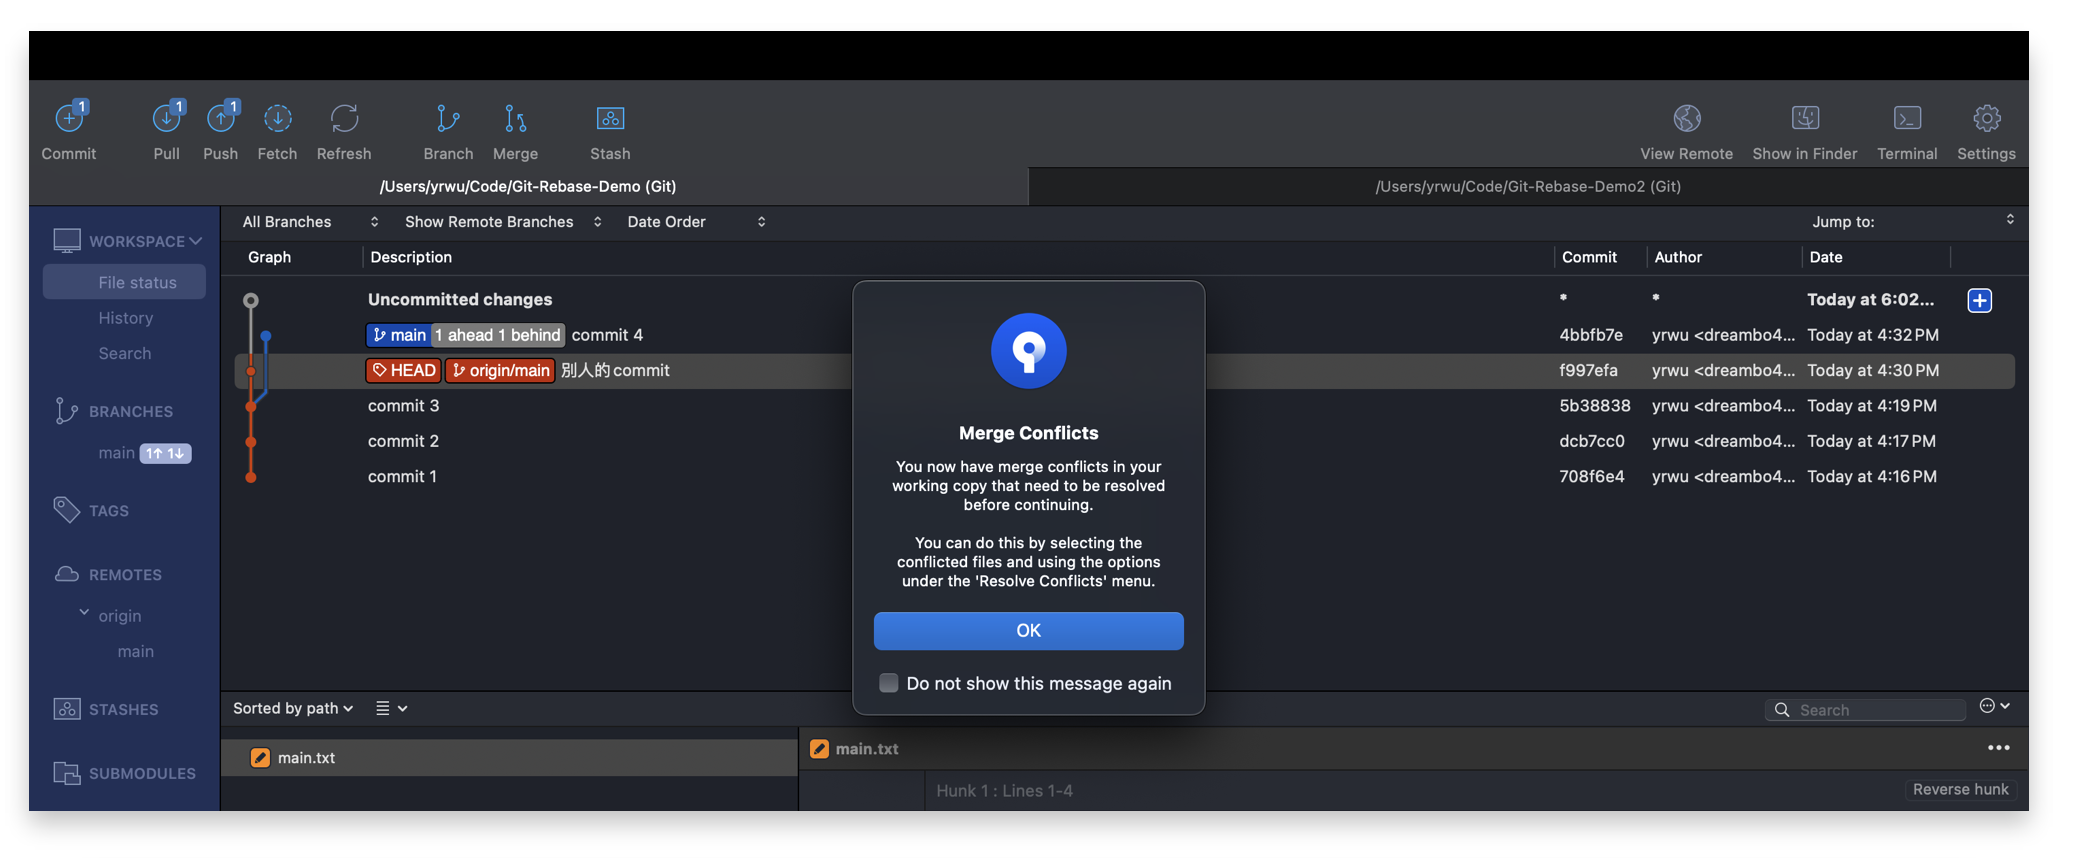 1 1 1
Commit Pull Push Fetch Refresh Branch Merge Stash View Remote Show in Finder Terminal Settings
/Users/yrwu/Code/Git-Rebase-Demo (Git) /Users/yrwu/Code/Git-Rebase-Demo2 (Git)
WORKSPACE
File status
History
Search
BRANCHES
main 1↑ 1↓
TAGS
REMOTES
origin
main
STASHES
SUBMODULES
All Branches Show Remote Branches Date Order Jump to:
Graph Description Commit Author Date
Uncommitted changes * * Today at 6:02...
main 1 ahead 1 behind commit 4 4bbfb7e yrwu <dreambo4... Today at 4:32 PM
HEAD origin/main 別人的 commit f997efa yrwu <dreambo4... Today at 4:30 PM
commit 3 5b38838 yrwu <dreambo4... Today at 4:19 PM
commit 2 dcb7cc0 yrwu <dreambo4... Today at 4:17 PM
commit 1 708f6e4 yrwu <dreambo4... Today at 4:16 PM
Merge Conflicts
You now have merge conflicts in your
working copy that need to be resolved
before continuing.
You can do this by selecting the
conflicted files and using the options
under the 'Resolve Conflicts' menu.
OK
Do not show this message again
Sorted by path Search
main.txt
main.txt
Hunk 1 : Lines 1-4 Reverse hunk